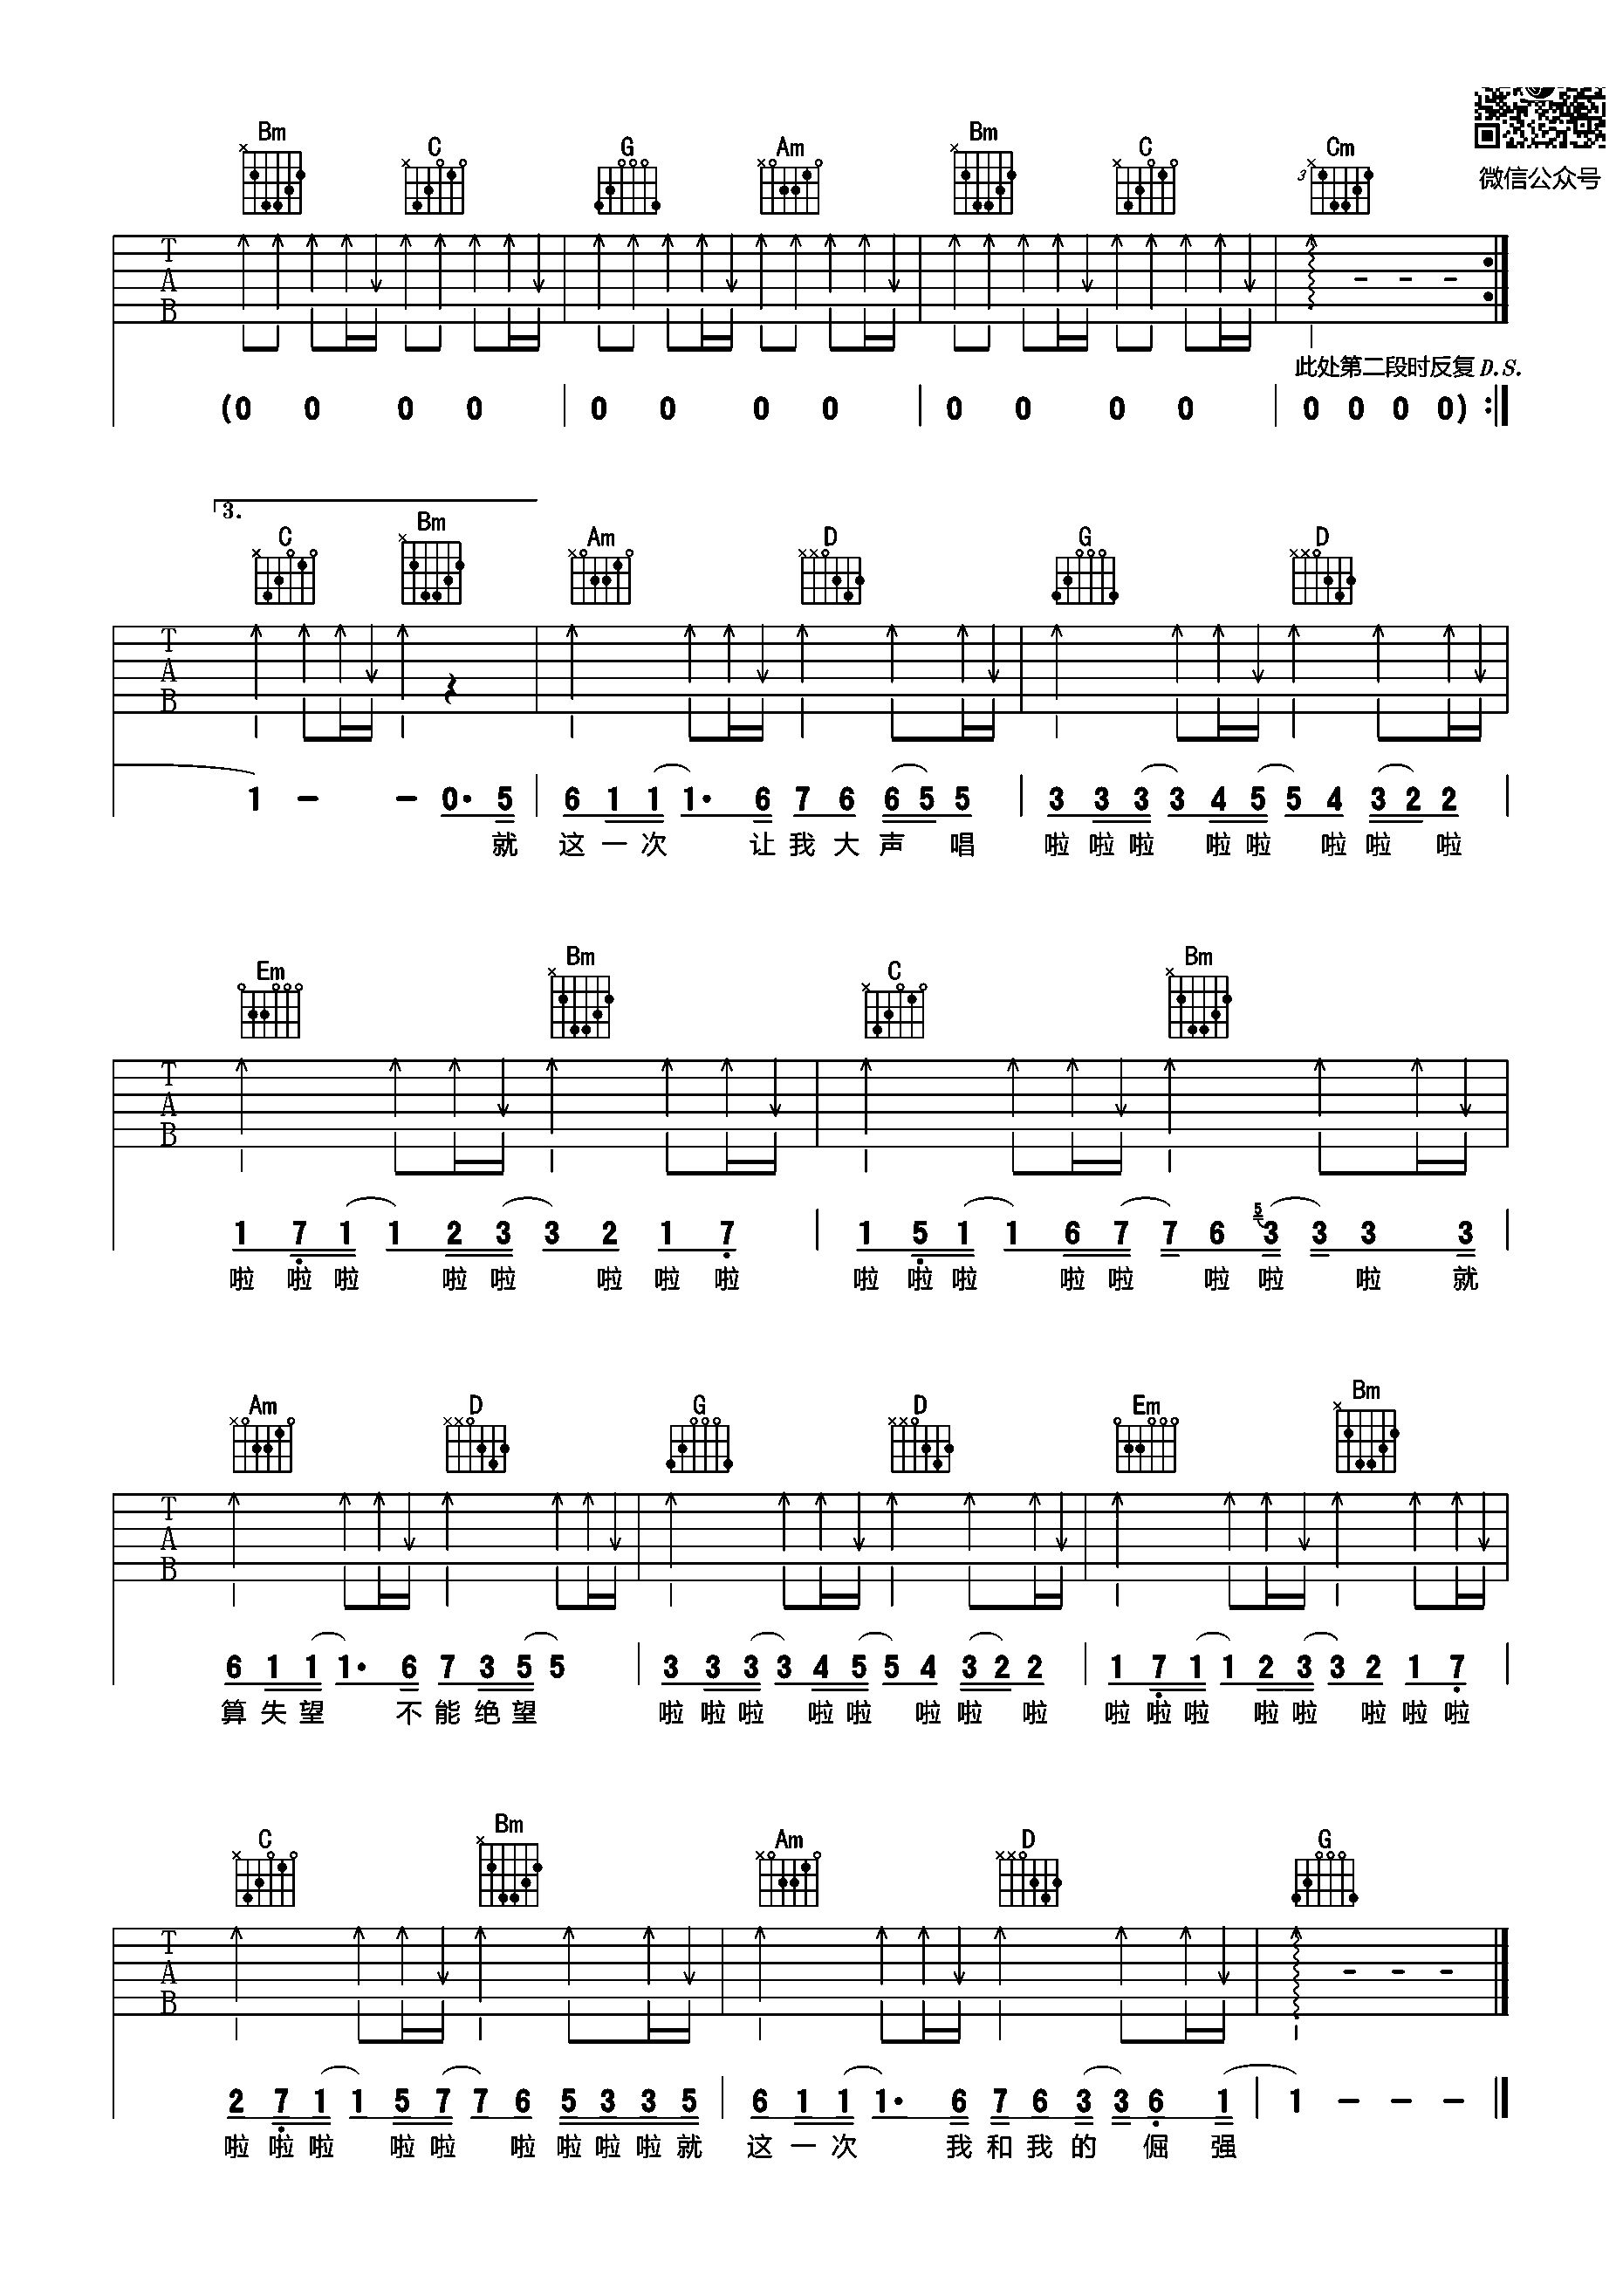 微信公众号
Bm C G Am Bm C Cm
3
T
A
B
此处第二段时反复 D.S.
(0 0 0 0 | 0 0 0 0 | 0 0 0 0 | 0 0 0 0) :|
3.
C Bm Am D G D
T
A
B
1 - - 0· 5 | 6 1 1 1· 6 7 6 6 5 5 | 3 3 3 3 4 5 5 4 3 2 2 |
就 这 一 次 让 我 大 声 唱 啦 啦 啦 啦 啦 啦 啦 啦
Em Bm C Bm
T
A
B
1 7 1 1 2 3 3 2 1 7 | 1 5 1 1 6 7 7 6 5 3 3 3 3 |
啦 啦 啦 啦 啦 啦 啦 啦 啦 啦 啦 啦 啦 啦 啦 啦 就
Am D G D Em Bm
T
A
B
6 1 1 1· 6 7 3 5 5 | 3 3 3 3 4 5 5 4 3 2 2 | 1 7 1 1 2 3 3 2 1 7 |
算 失 望 不 能 绝 望 啦 啦 啦 啦 啦 啦 啦 啦 啦 啦 啦 啦 啦 啦 啦 啦
C Bm Am D G
T
A
B
2 7 1 1 5 7 7 6 5 3 3 5 | 6 1 1 1· 6 7 6 3 3 6 1 | 1 - - - |
啦 啦 啦 啦 啦 啦 啦 啦 啦 就 这 一 次 我 和 我 的 倔 强